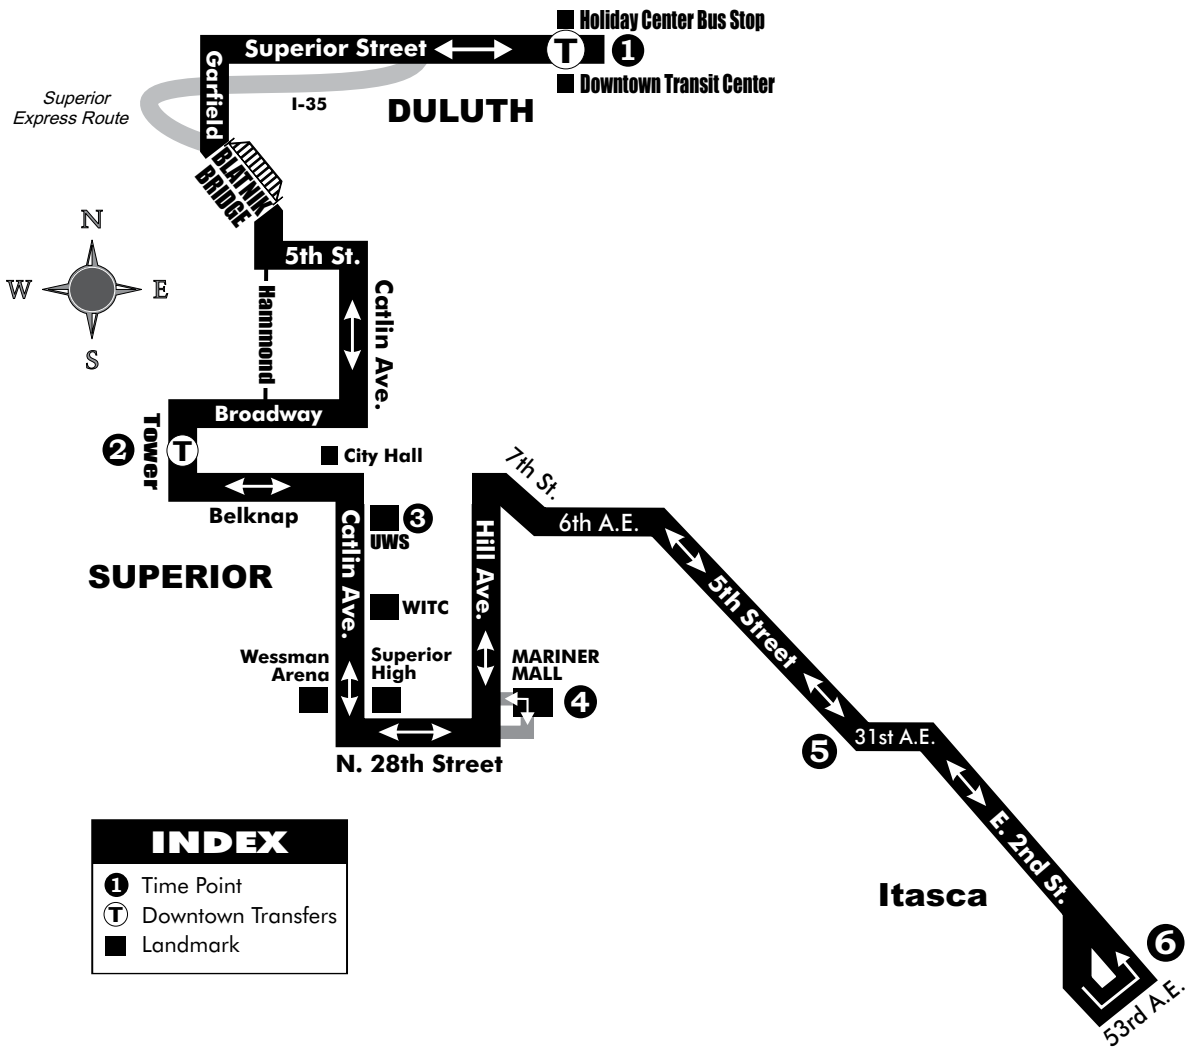 Holiday Center Bus Stop
Superior Street
T
1
Downtown Transit Center
Garfield
I-35
DULUTH
Superior
Express Route
BLATNIK
BRIDGE
N
W
E
S
5th St.
Hammond
Catlin Ave.
Broadway
Tower
2
T
City Hall
Belknap
7th St.
6th A.E.
Catlin Ave.
3
UWS
Hill Ave.
SUPERIOR
WITC
5th Street
Wessman
Arena
Superior
High
MARINER
MALL
4
N. 28th Street
5
31st A.E.
E. 2nd St.
Itasca
6
53rd A.E.
INDEX
1 Time Point
T Downtown Transfers
Landmark